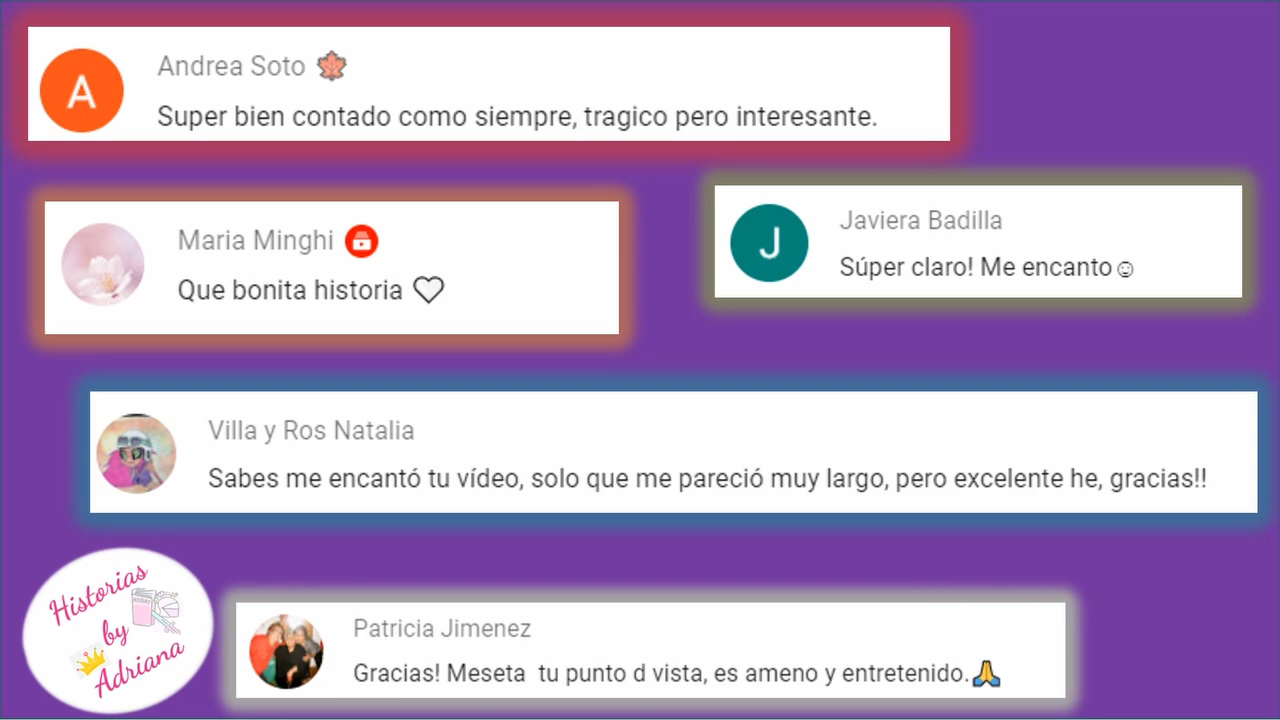 A
Andrea Soto 🍁
Super bien contado como siempre, tragico pero interesante.
Maria Minghi
Que bonita historia ♡
J
Javiera Badilla
Súper claro! Me encanto☺
Villa y Ros Natalia
Sabes me encantó tu vídeo, solo que me pareció muy largo, pero excelente he, gracias!!
Historias
by
Adriana
Patricia Jimenez
Gracias! Meseta  tu punto d vista, es ameno y entretenido.🙏